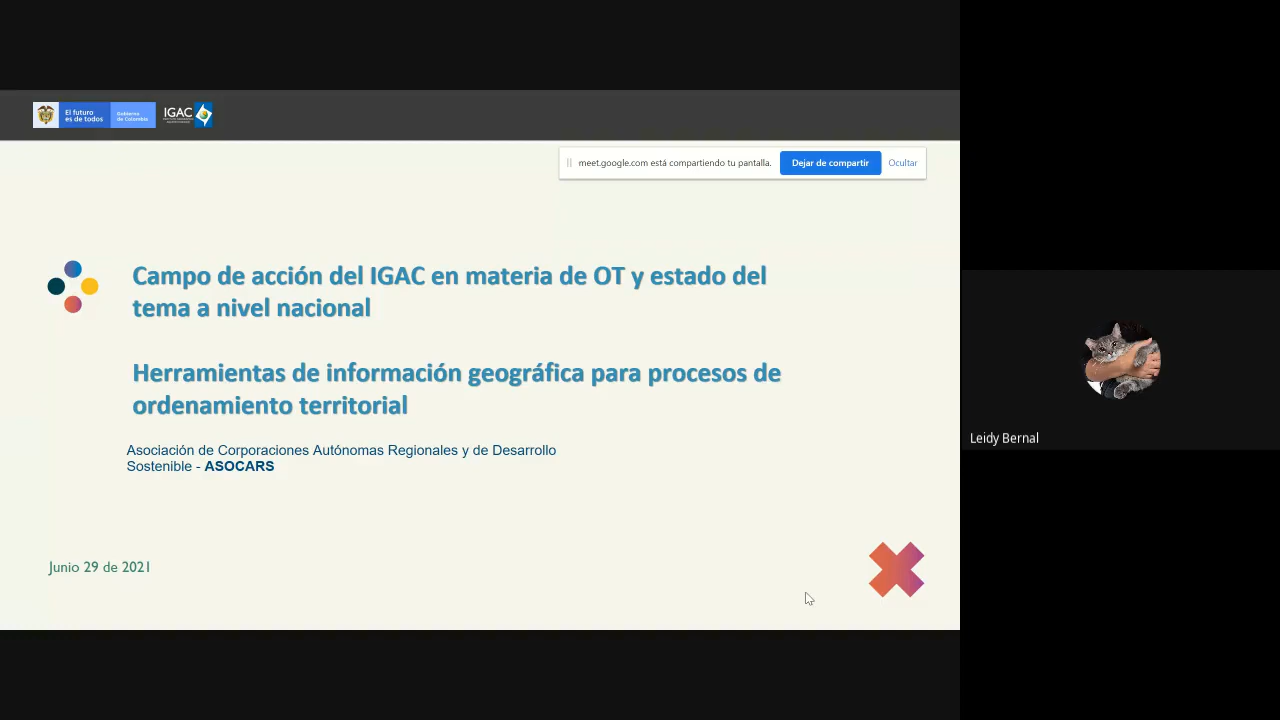 El futuro
es de todos
Gobierno
de Colombia
IGAC
meet.google.com está compartiendo tu pantalla.
Dejar de compartir
Ocultar
Campo de acción del IGAC en materia de OT y estado del
tema a nivel nacional
Herramientas de información geográfica para procesos de
ordenamiento territorial
Asociación de Corporaciones Autónomas Regionales y de Desarrollo
Sostenible - ASOCARS
Junio 29 de 2021
Leidy Bernal